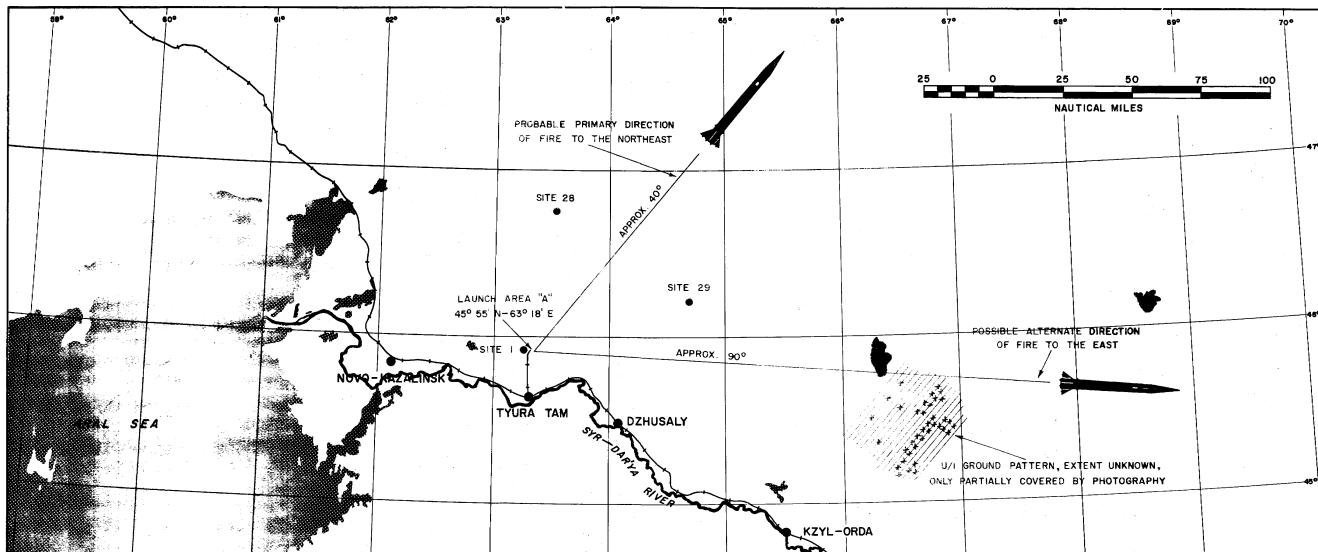 59° 60° 61° 62° 63° 64° 65° 66° 67° 68° 69° 70°
25 0 25 50 75 100
NAUTICAL MILES
PROBABLE PRIMARY DIRECTION
OF FIRE TO THE NORTHEAST
47°
SITE 28
APPROX. 40°
SITE 29
LAUNCH AREA "A"
45° 55' N-63° 18' E
46°
POSSIBLE ALTERNATE DIRECTION
OF FIRE TO THE EAST
SITE 1
APPROX. 90°
NOVO-KAZALINSK
TYURA TAM
DZHUSALY
ARAL SEA
SYR-DAR'YA
RIVER
U/I GROUND PATTERN, EXTENT UNKNOWN,
ONLY PARTIALLY COVERED BY PHOTOGRAPHY
45°
KZYL-ORDA